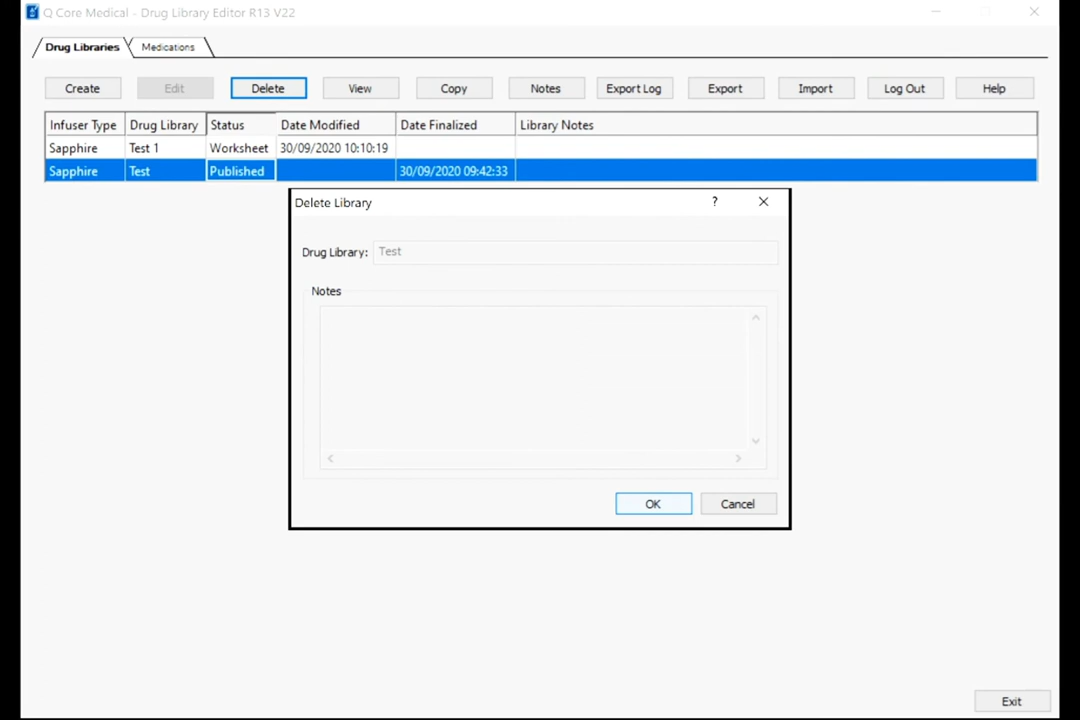 Q Core Medical - Drug Library Editor R13 V22
Drug Libraries Medications
Create Edit Delete View Copy Notes Export Log Export Import Log Out Help
Infuser Type Drug Library Status Date Modified Date Finalized Library Notes
Sapphire Test 1 Worksheet 30/09/2020 10:10:19
Sapphire Test Published 30/09/2020 09:42:33
Delete Library ?
Drug Library: Test
Notes
OK Cancel
Exit